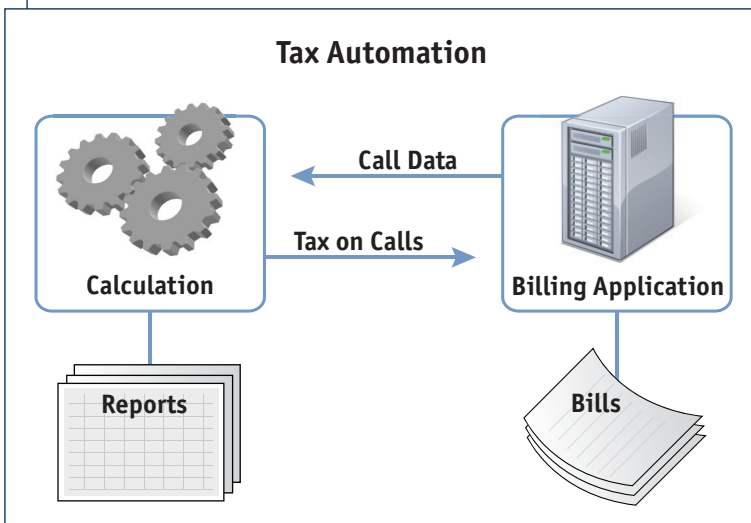 Tax Automation
Call Data
Tax on Calls
Calculation
Billing Application
Reports
Bills